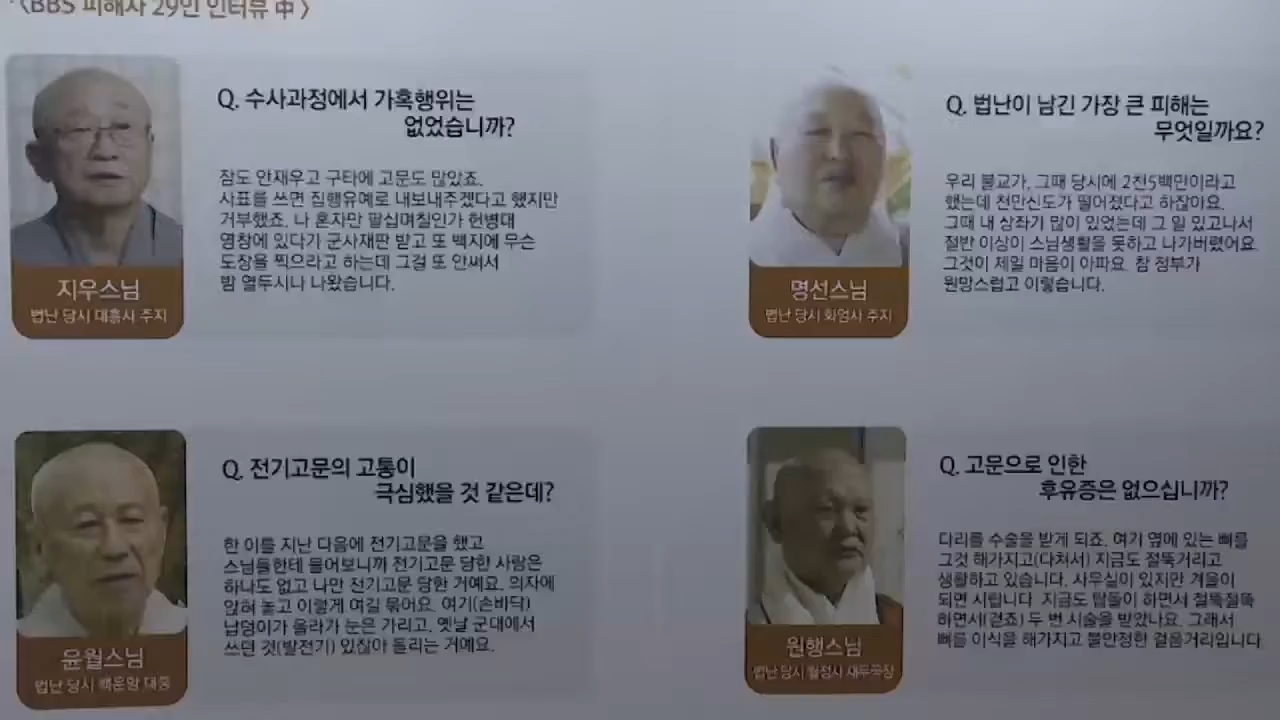 〈BBS 피해자 29인 인터뷰 中 〉
Q. 수사과정에서 가혹행위는
없었습니까?
잠도 안재우고 구타에 고문도 많았죠.
사표를 쓰면 집행유예로 내보내주겠다고 했지만
거부했죠. 나 혼자만 팔십며칠인가 헌병대
영창에 있다가 군사재판 받고 또 백지에 무슨
도장을 찍으라고 하는데 그걸 또 안써서
밤 열두시나 나왔습니다.
지우스님
법난 당시 대흥사 주지
Q. 법난이 남긴 가장 큰 피해는
무엇일까요?
우리 불교가, 그때 당시에 2천5백만이라고
했는데 천만신도가 떨어졌다고 하잖아요.
그때 내 상좌가 많이 있었는데 그 일 있고나서
절반 이상이 스님생활을 못하고 나가버렸어요.
그것이 제일 마음이 아파요. 참 정부가
원망스럽고 이렇습니다.
명선스님
법난 당시 화엄사 주지
Q. 전기고문의 고통이
극심했을 것 같은데?
한 이틀 지난 다음에 전기고문을 했고
스님들한테 물어보니까 전기고문 당한 사람은
하나도 없고 나만 전기고문 당한 거예요. 의자에
앉혀 놓고 이렇게 여길 묶어요. 여기(손바닥)
납덩이가 올라가 눈은 가리고, 옛날 군대에서
쓰던 것(발전기) 있잖아 돌리는 거예요.
윤월스님
법난 당시 백운암 대중
Q. 고문으로 인한
후유증은 없으십니까?
다리를 수술을 받게 되죠. 여기 옆에 있는 뼈를
그것 해가지고(다쳐서) 지금도 절뚝거리고
생활하고 있습니다. 사무실이 있지만 겨울이
되면 시립니다. 지금도 탑돌이 하면서 절뚝절뚝
하면서(걷죠) 두 번 시술을 받았나요. 그래서
뼈를 이식을 해가지고 불안정한 걸음거리입니다.
원행스님
법난 당시 월정사 재무국장